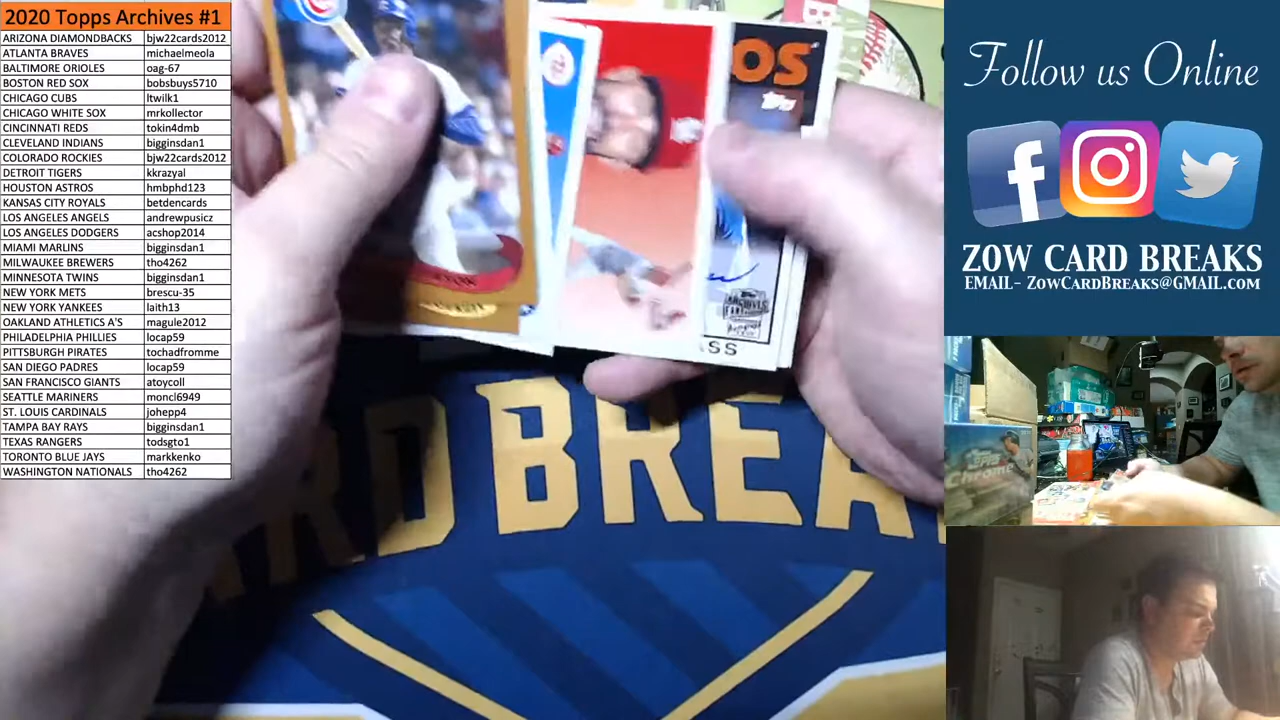 2020 Topps Archives #1
ARIZONA DIAMONDBACKS bjw22cards2012
ATLANTA BRAVES michaelmeola
BALTIMORE ORIOLES oag-67
BOSTON RED SOX bobsbuys5710
CHICAGO CUBS ltwilk1
CHICAGO WHITE SOX mrkollector
CINCINNATI REDS tokin4dmb
CLEVELAND INDIANS bigginsdan1
COLORADO ROCKIES bjw22cards2012
DETROIT TIGERS kkrazyal
HOUSTON ASTROS hmbphd123
KANSAS CITY ROYALS betdencards
LOS ANGELES ANGELS andrewpusicz
LOS ANGELES DODGERS acshop2014
MIAMI MARLINS bigginsdan1
MILWAUKEE BREWERS tho4262
MINNESOTA TWINS bigginsdan1
NEW YORK METS brescu-35
NEW YORK YANKEES laith13
OAKLAND ATHLETICS A'S magule2012
PHILADELPHIA PHILLIES locap59
PITTSBURGH PIRATES tochadfromme
SAN DIEGO PADRES locap59
SAN FRANCISCO GIANTS atoycoll
SEATTLE MARINERS moncl6949
ST. LOUIS CARDINALS johepp4
TAMPA BAY RAYS bigginsdan1
TEXAS RANGERS todsgto1
TORONTO BLUE JAYS markkenko
WASHINGTON NATIONALS tho4262
OS
Topps
ARCHIVES
ASS
ARD BREA
Follow us Online
ZOW CARD BREAKS
EMAIL- ZOWCARDBREAKS@GMAIL.COM
Topps
Chrome